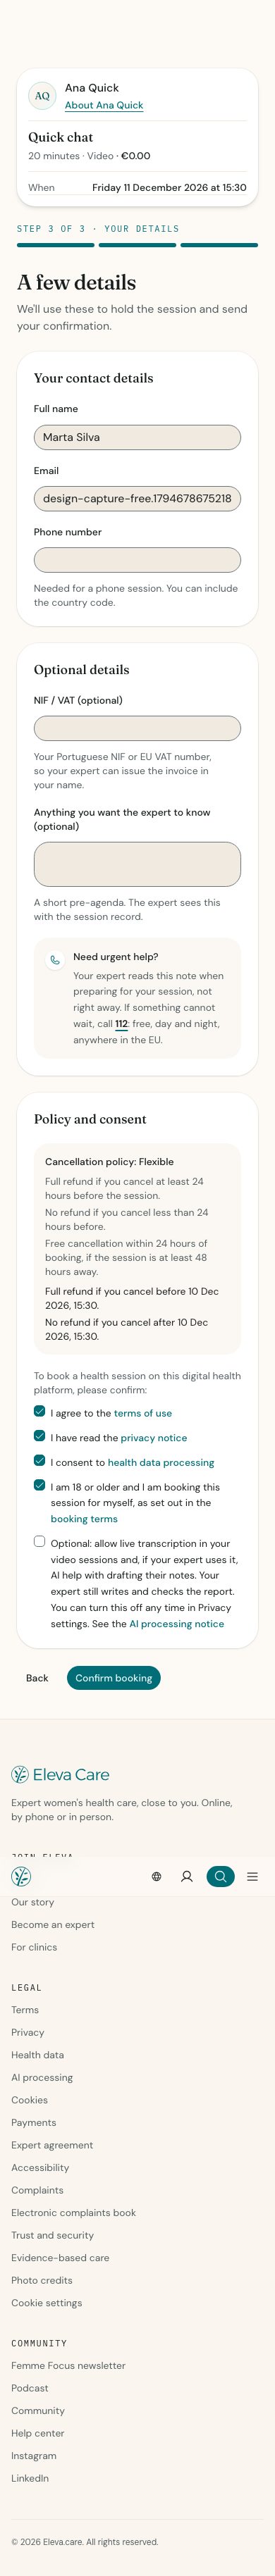 AQ
Ana Quick
About Ana Quick
Quick chat
20 minutes · Video · €0.00
When Friday 11 December 2026 at 15:30
STEP 3 OF 3 · YOUR DETAILS
A few details
We'll use these to hold the session and send
your confirmation.
Your contact details
Full name
Marta Silva
Email
design-capture-free.1794678675218
Phone number
Needed for a phone session. You can include
the country code.
Optional details
NIF / VAT (optional)
Your Portuguese NIF or EU VAT number,
so your expert can issue the invoice in
your name.
Anything you want the expert to know
(optional)
A short pre-agenda. The expert sees this
with the session record.
Need urgent help?
Your expert reads this note when
preparing for your session, not
right away. If something cannot
wait, call 112: free, day and night,
anywhere in the EU.
Policy and consent
Cancellation policy: Flexible
Full refund if you cancel at least 24
hours before the session.
No refund if you cancel less than 24
hours before.
Free cancellation within 24 hours of
booking, if the session is at least 48
hours away.
Full refund if you cancel before 10 Dec
2026, 15:30.
No refund if you cancel after 10 Dec
2026, 15:30.
To book a health session on this digital health
platform, please confirm:
I agree to the terms of use
I have read the privacy notice
I consent to health data processing
I am 18 or older and I am booking this
session for myself, as set out in the
booking terms
Optional: allow live transcription in your
video sessions and, if your expert uses it,
AI help with drafting their notes. Your
expert still writes and checks the report.
You can turn this off any time in Privacy
settings. See the AI processing notice
Back
Confirm booking
Eleva Care
Expert women's health care, close to you. Online,
by phone or in person.
JOIN ELEVA
Our story
Become an expert
For clinics
LEGAL
Terms
Privacy
Health data
AI processing
Cookies
Payments
Expert agreement
Accessibility
Complaints
Electronic complaints book
Trust and security
Evidence-based care
Photo credits
Cookie settings
COMMUNITY
Femme Focus newsletter
Podcast
Community
Help center
Instagram
LinkedIn
© 2026 Eleva.care. All rights reserved.